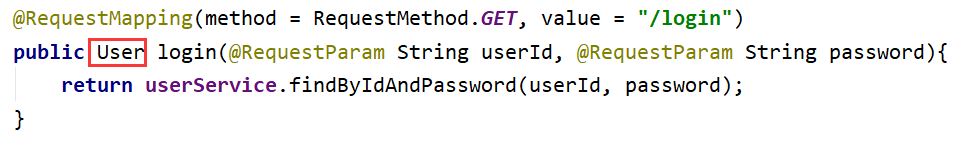 @RequestMapping(method = RequestMethod.GET, value = "/login")
public User login(@RequestParam String userId, @RequestParam String password){
    return userService.findByIdAndPassword(userId, password);
}